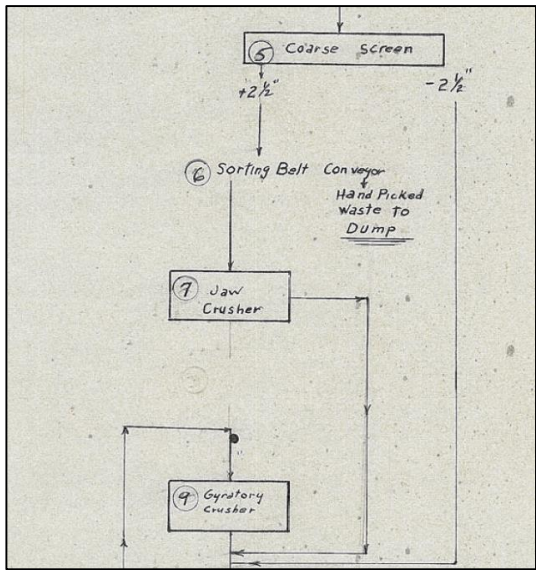 5 Coarse Screen
+2½" -2½"
6 Sorting Belt Conveyor
Hand Picked
Waste To
Dump
7 Jaw
Crusher
9 Gyratory
Crusher